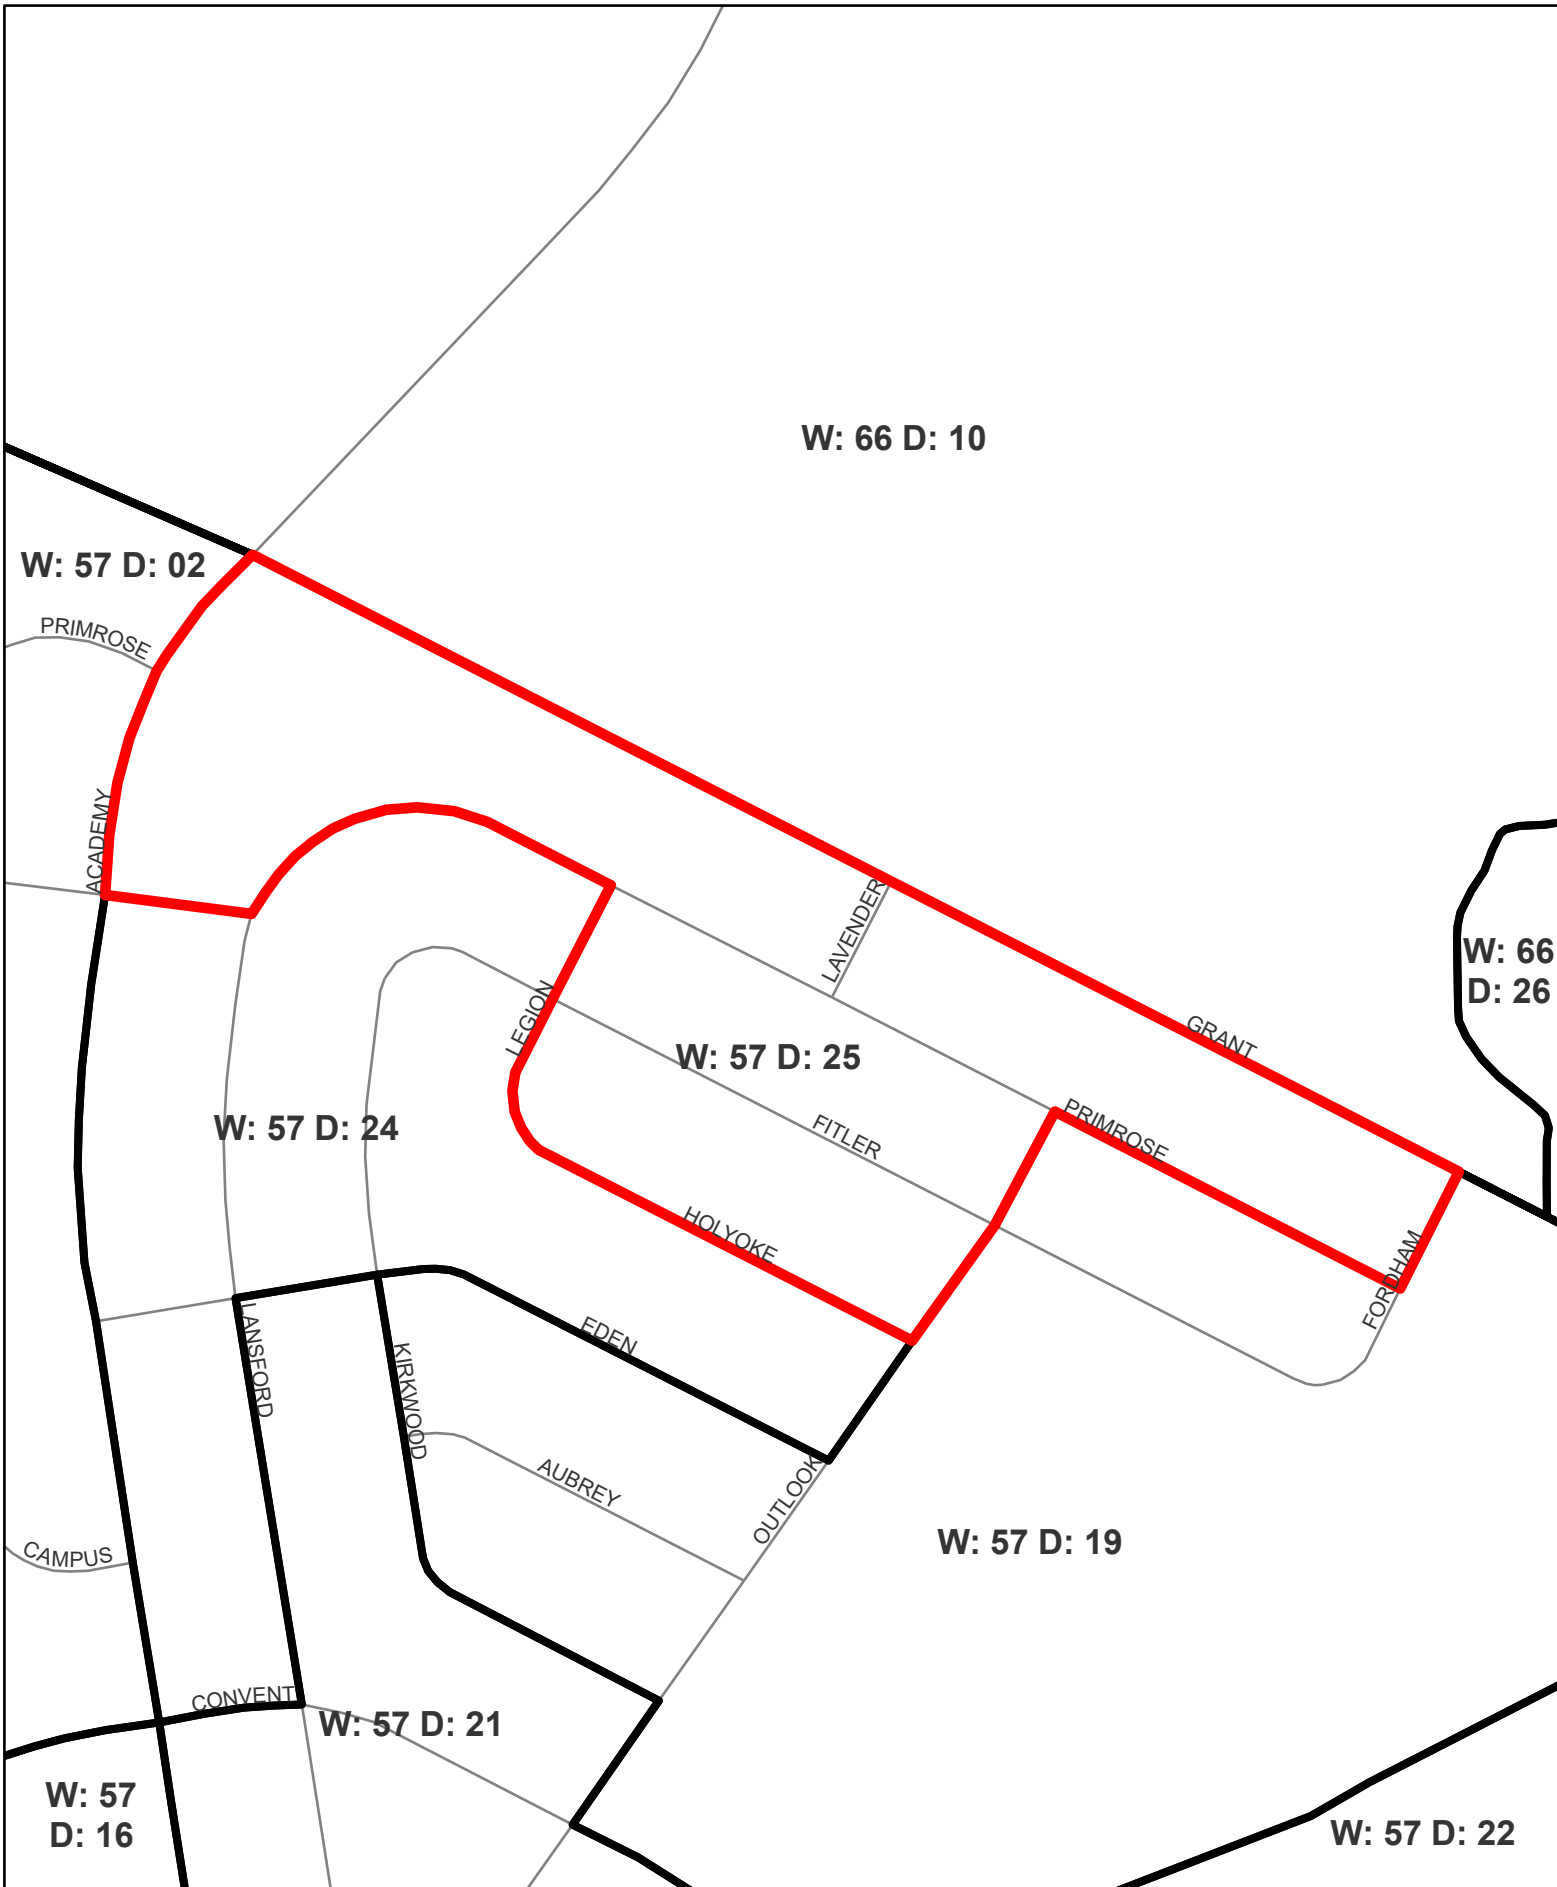 W: 66 D: 10
W: 57 D: 02
PRIMROSE
ACADEMY
LAVENDER
W: 66
D: 26
LEGION
GRANT
W: 57 D: 25
PRIMROSE
W: 57 D: 24
FITLER
HOLYOKE
FORDHAM
LANSFORD
EDEN
KIRKWOOD
AUBREY
OUTLOOK
CAMPUS
W: 57 D: 19
CONVENT
W: 57 D: 21
W: 57
D: 16
W: 57 D: 22